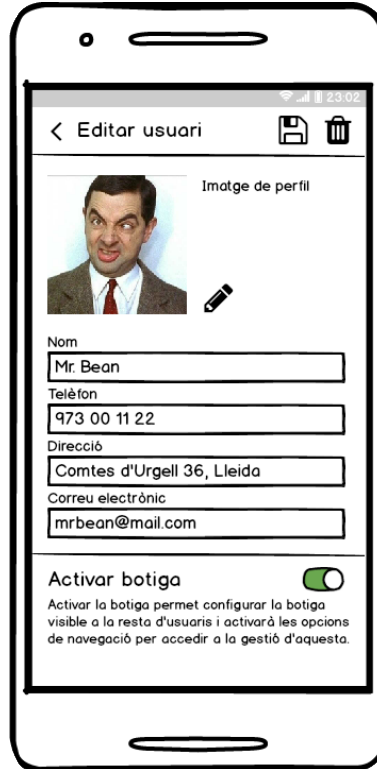 23:02
Editar usuari
Imatge de perfil
Nom
Mr. Bean
Telèfon
973 00 11 22
Direcció
Comtes d'Urgell 36, Lleida
Correu electrònic
mrbean@mail.com
Activar botiga
Activar la botiga permet configurar la botiga
visible a la resta d'usuaris i activarà les opcions
de navegació per accedir a la gestió d'aquesta.